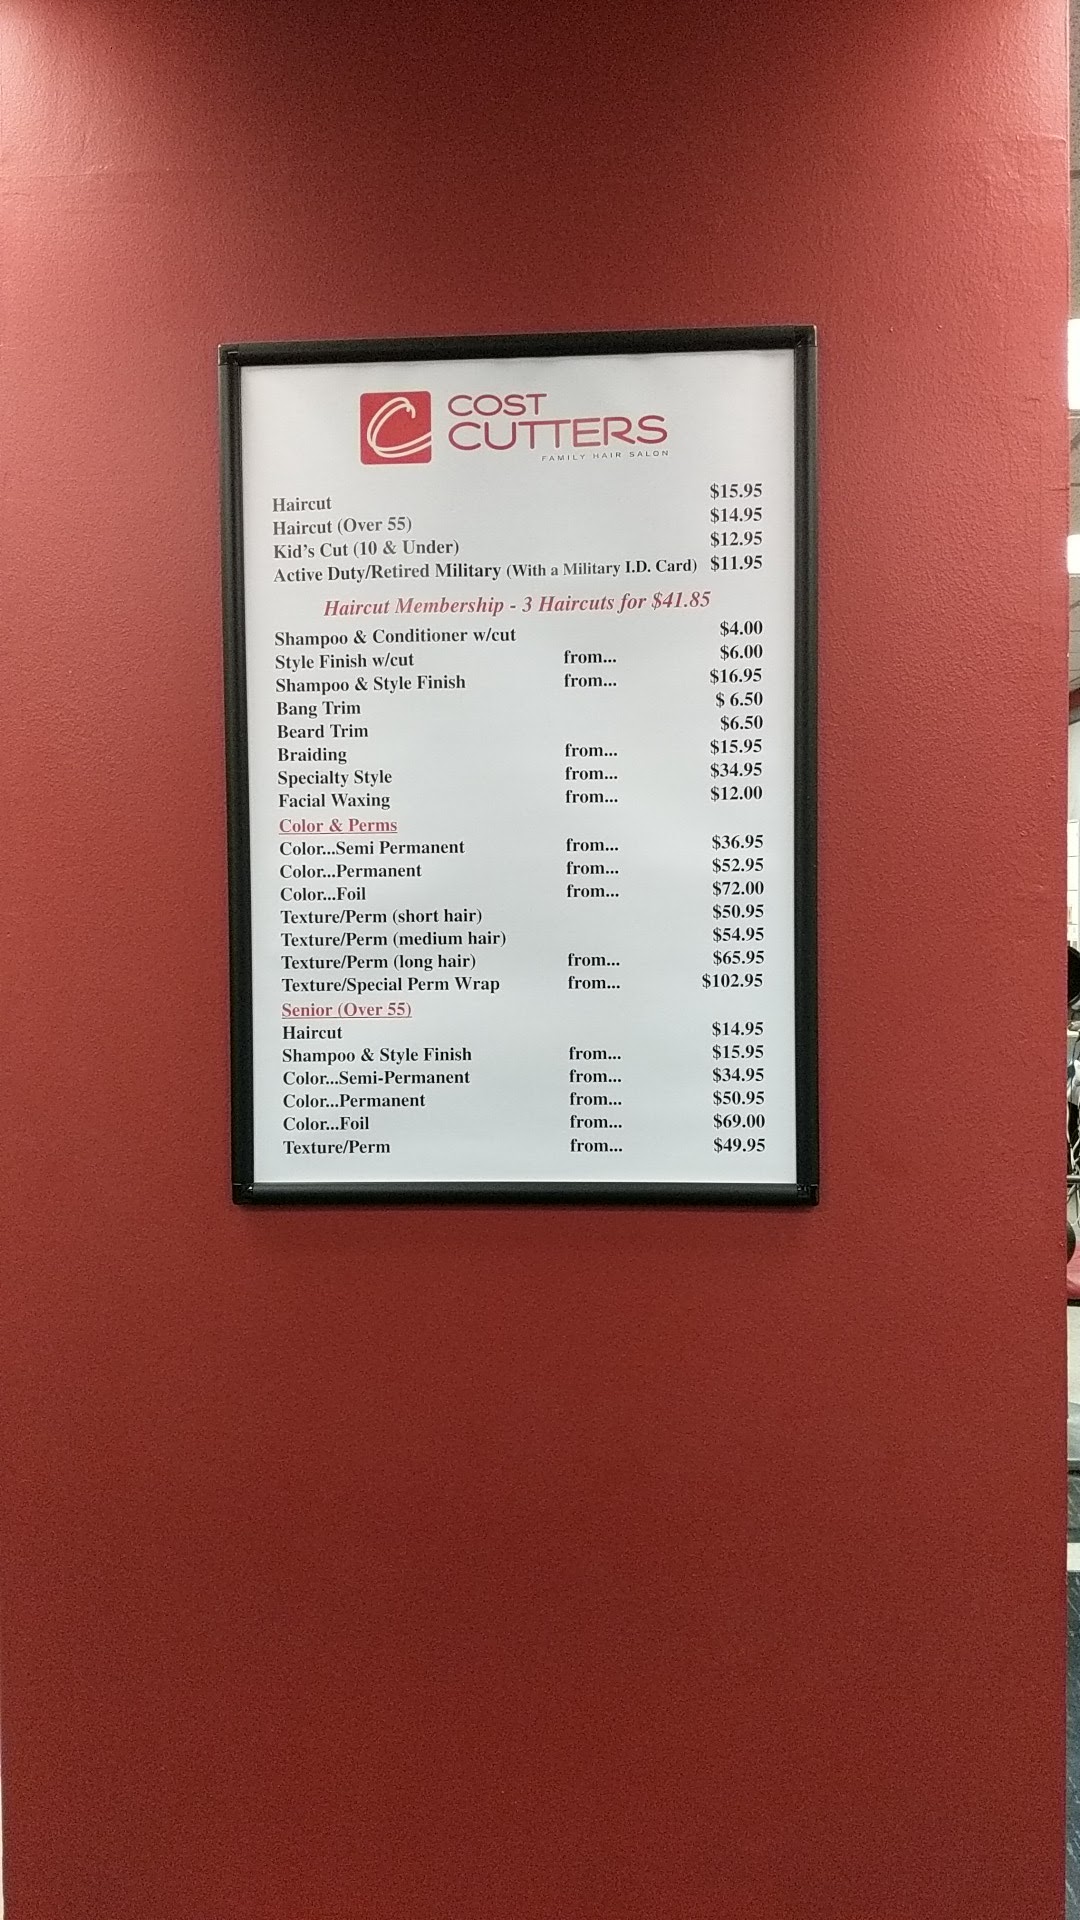 COST
CUTTERS
FAMILY HAIR SALON
Haircut $15.95
Haircut (Over 55) $14.95
Kid's Cut (10 & Under) $12.95
Active Duty/Retired Military (With a Military I.D. Card) $11.95
Haircut Membership - 3 Haircuts for $41.85
Shampoo & Conditioner w/cut $4.00
Style Finish w/cut from... $6.00
Shampoo & Style Finish from... $16.95
Bang Trim $ 6.50
Beard Trim $6.50
Braiding from... $15.95
Specialty Style from... $34.95
Facial Waxing from... $12.00
Color & Perms
Color...Semi Permanent from... $36.95
Color...Permanent from... $52.95
Color...Foil from... $72.00
Texture/Perm (short hair) $50.95
Texture/Perm (medium hair) $54.95
Texture/Perm (long hair) from... $65.95
Texture/Special Perm Wrap from... $102.95
Senior (Over 55)
Haircut $14.95
Shampoo & Style Finish from... $15.95
Color...Semi-Permanent from... $34.95
Color...Permanent from... $50.95
Color...Foil from... $69.00
Texture/Perm from... $49.95